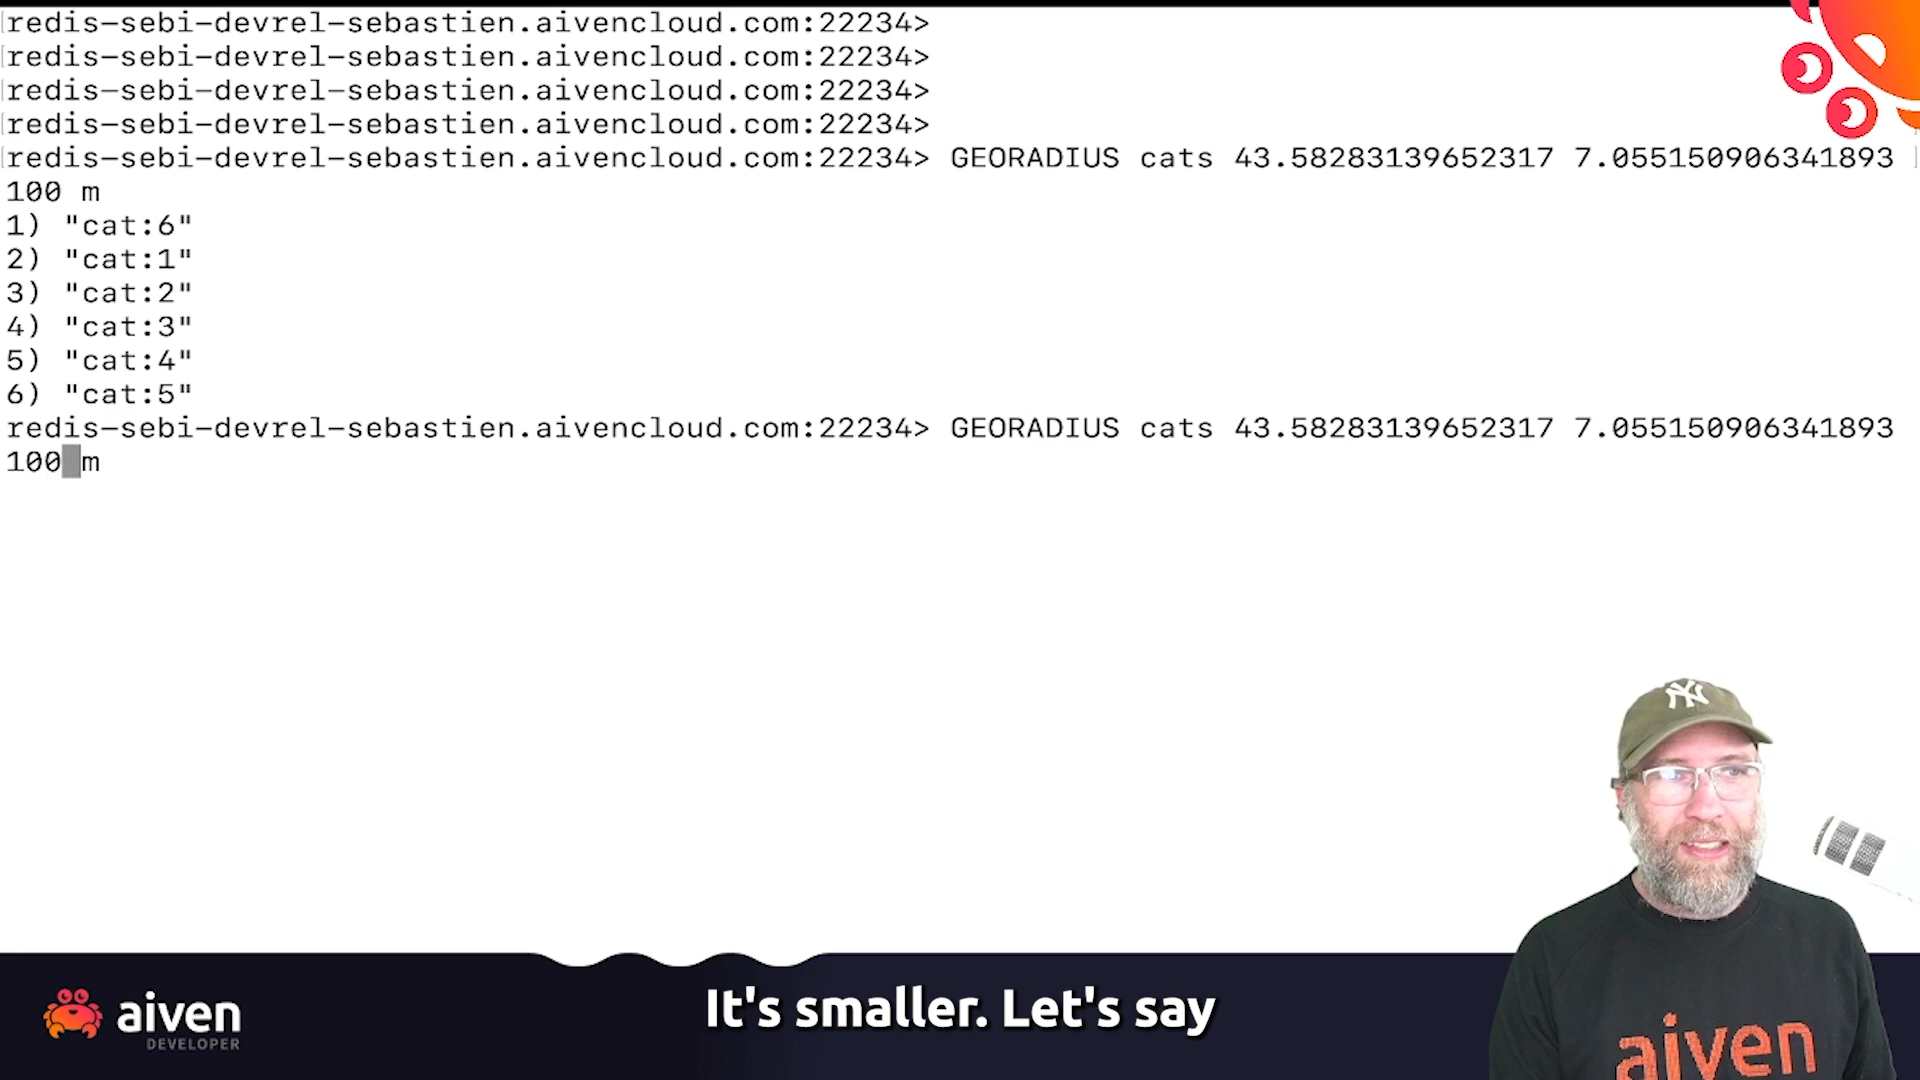 redis-sebi-devrel-sebastien.aivencloud.com:22234>
redis-sebi-devrel-sebastien.aivencloud.com:22234>
redis-sebi-devrel-sebastien.aivencloud.com:22234>
redis-sebi-devrel-sebastien.aivencloud.com:22234>
redis-sebi-devrel-sebastien.aivencloud.com:22234> GEORADIUS cats 43.58283139652317 7.055150906341893
100 m
1) "cat:6"
2) "cat:1"
3) "cat:2"
4) "cat:3"
5) "cat:4"
6) "cat:5"
redis-sebi-devrel-sebastien.aivencloud.com:22234> GEORADIUS cats 43.58283139652317 7.055150906341893
100 m
NY
aiven
DEVELOPER
It's smaller. Let's say
aiven